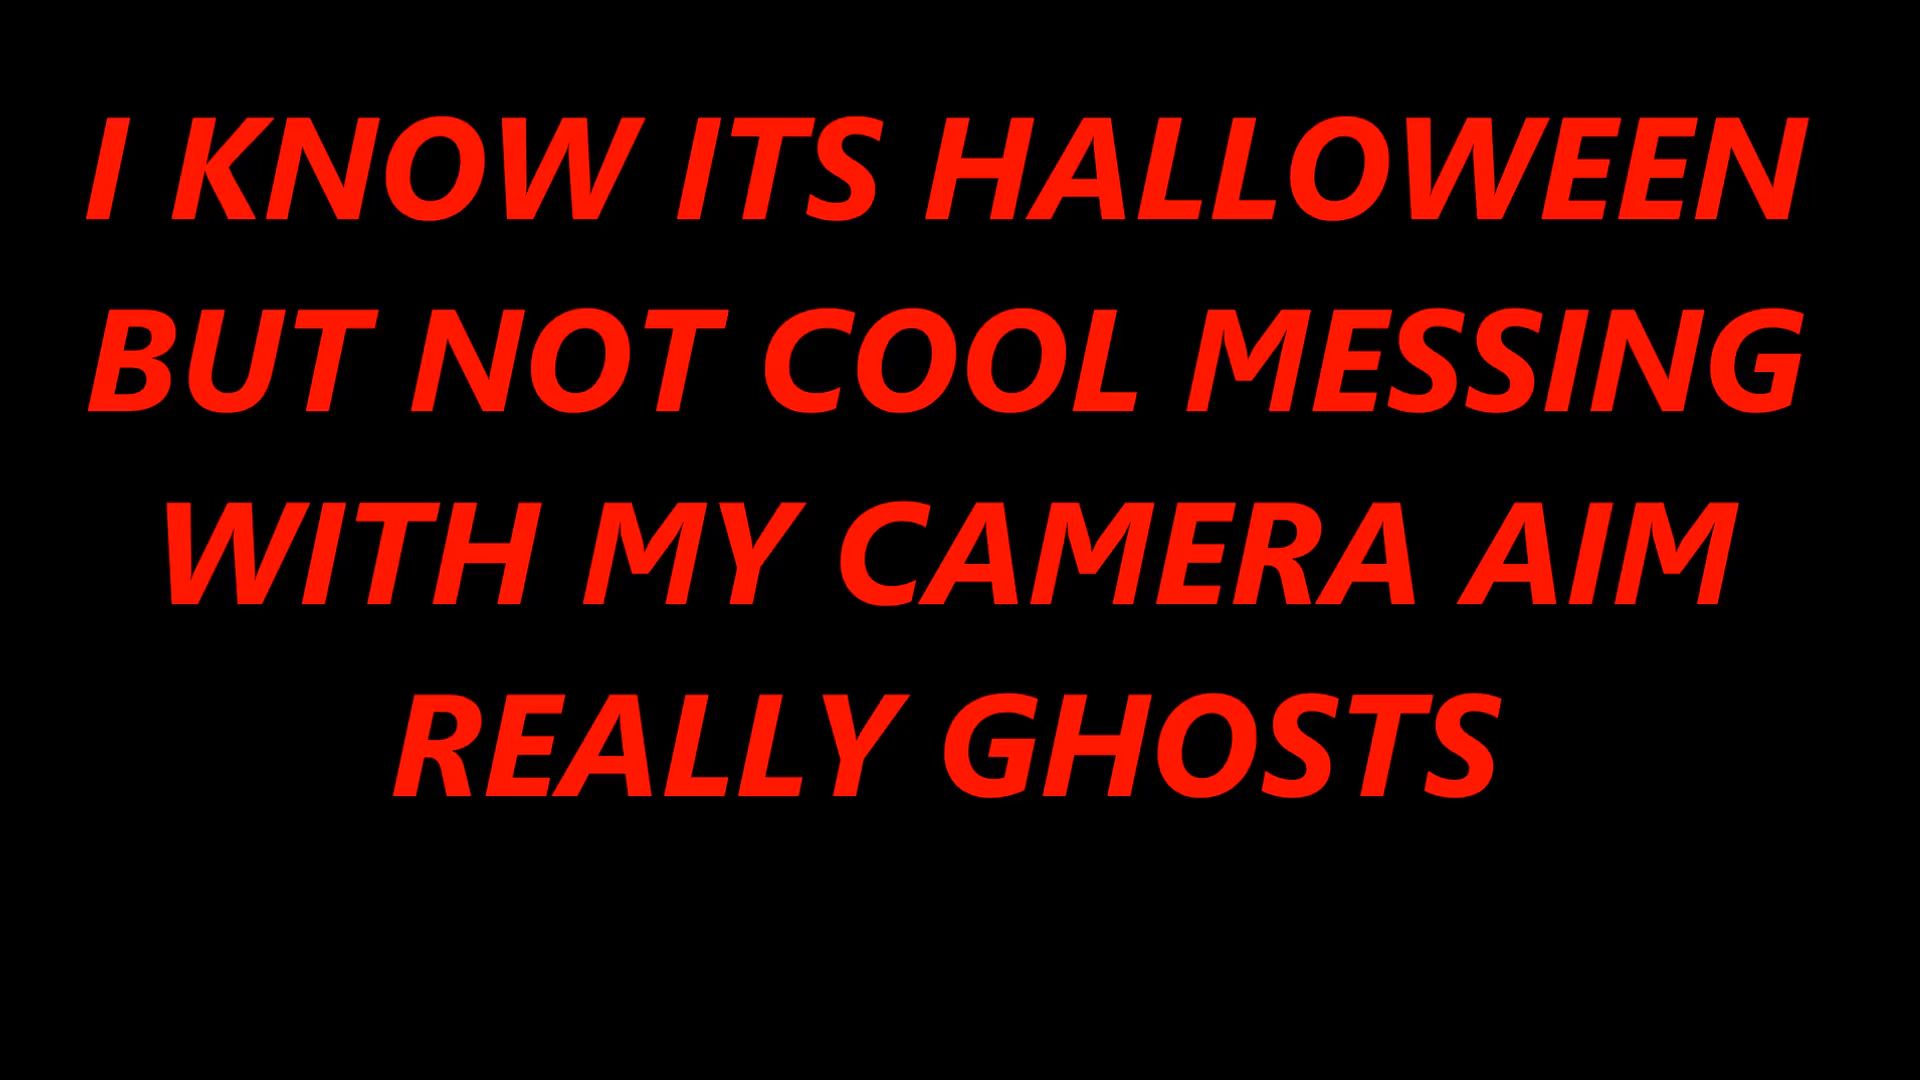 I KNOW ITS HALLOWEEN
BUT NOT COOL MESSING
WITH MY CAMERA AIM
REALLY GHOSTS